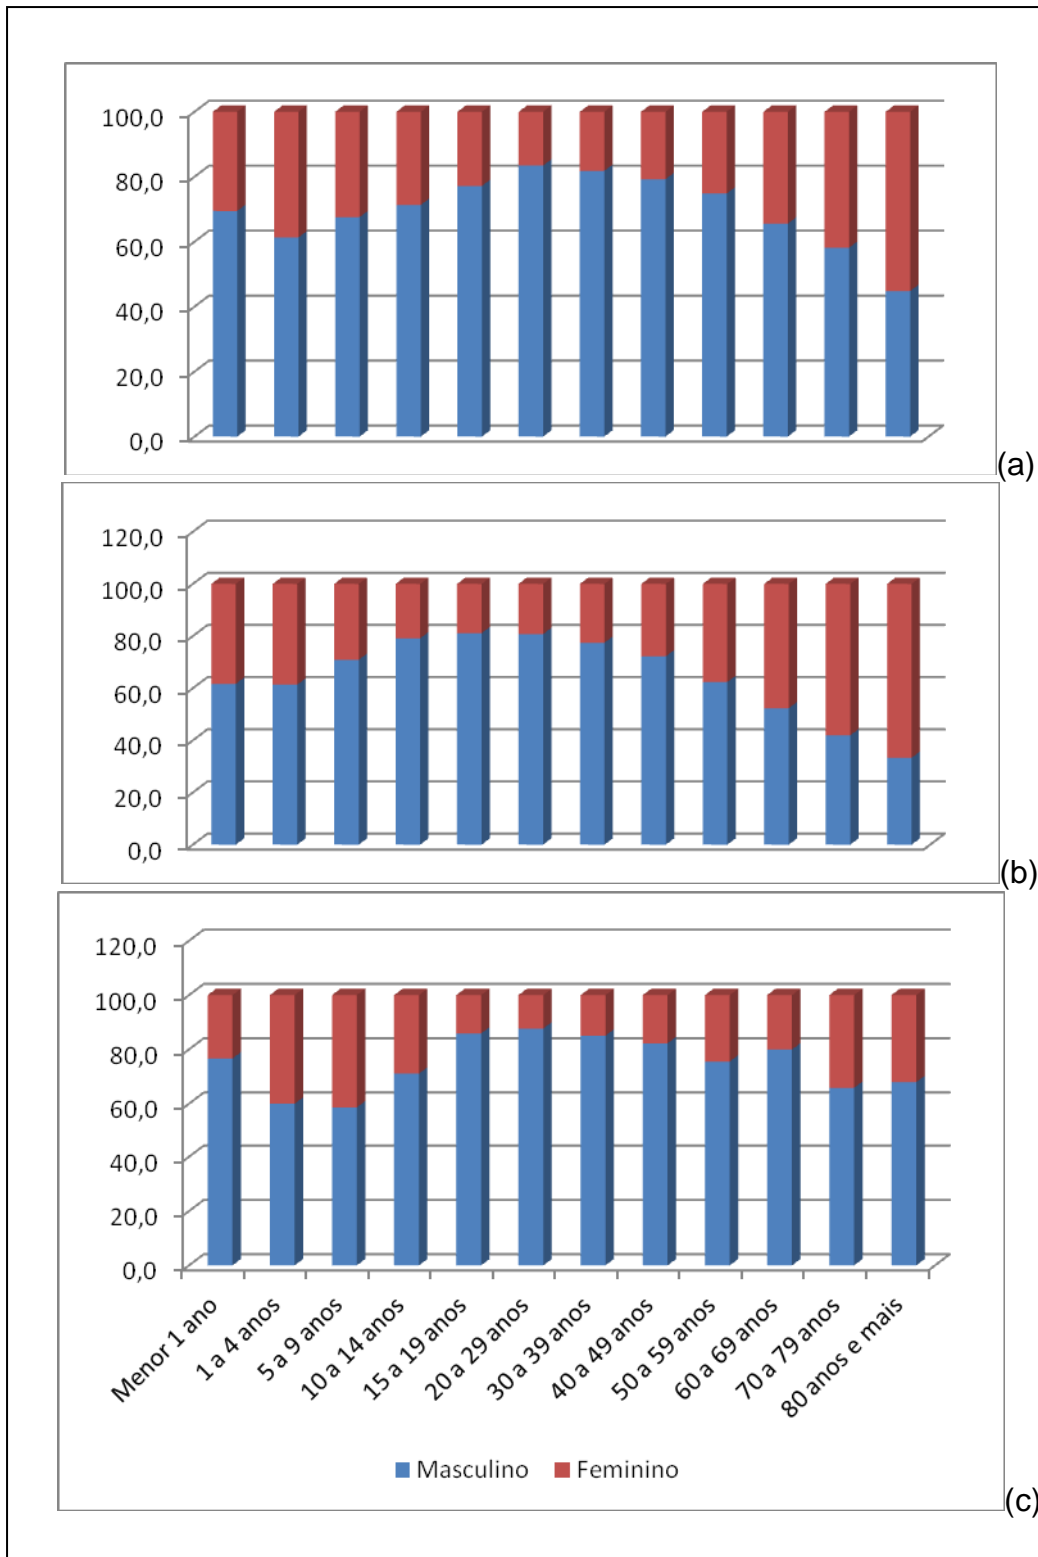 100,0
80,0
60,0
40,0
20,0
0,0
(a)
120,0
100,0
80,0
60,0
40,0
20,0
0,0
(b)
120,0
100,0
80,0
60,0
40,0
20,0
0,0
Menor 1 ano
1 a 4 anos
5 a 9 anos
10 a 14 anos
15 a 19 anos
20 a 29 anos
30 a 39 anos
40 a 49 anos
50 a 59 anos
60 a 69 anos
70 a 79 anos
80 anos e mais
Masculino Feminino
(c)